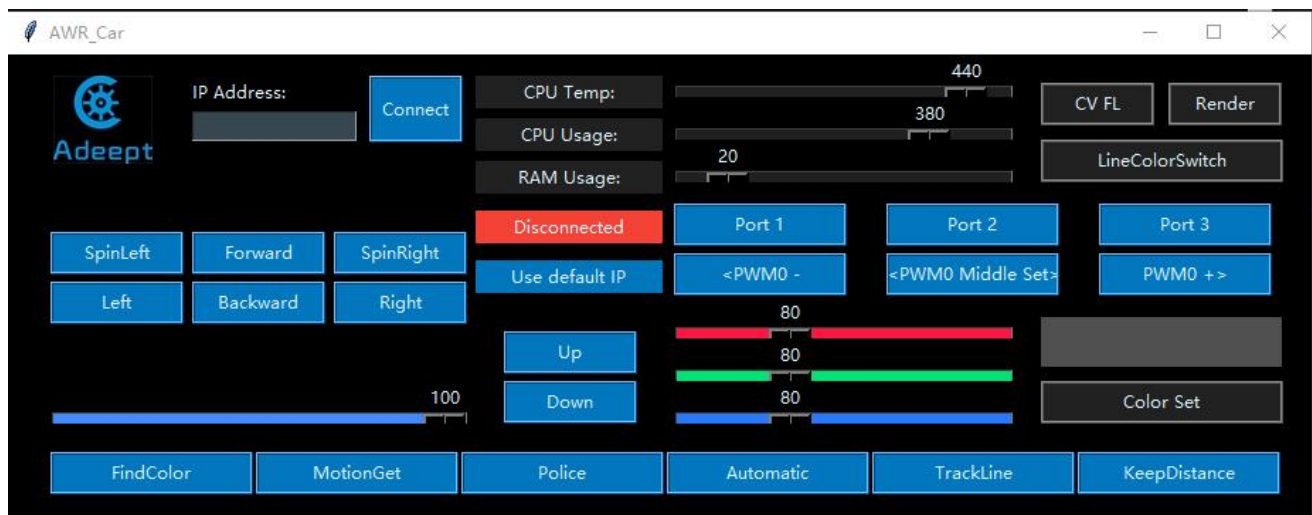 AWR_Car
Adeept
IP Address:
Connect
CPU Temp:
440
CV FL
Render
CPU Usage:
380
LineColorSwitch
RAM Usage:
20
Disconnected
Port 1
Port 2
Port 3
SpinLeft
Forward
SpinRight
Use default IP
<PWM0 -
<PWM0 Middle Set>
PWM0 +>
Left
Backward
Right
80
Up
80
100
Down
80
Color Set
FindColor
MotionGet
Police
Automatic
TrackLine
KeepDistance